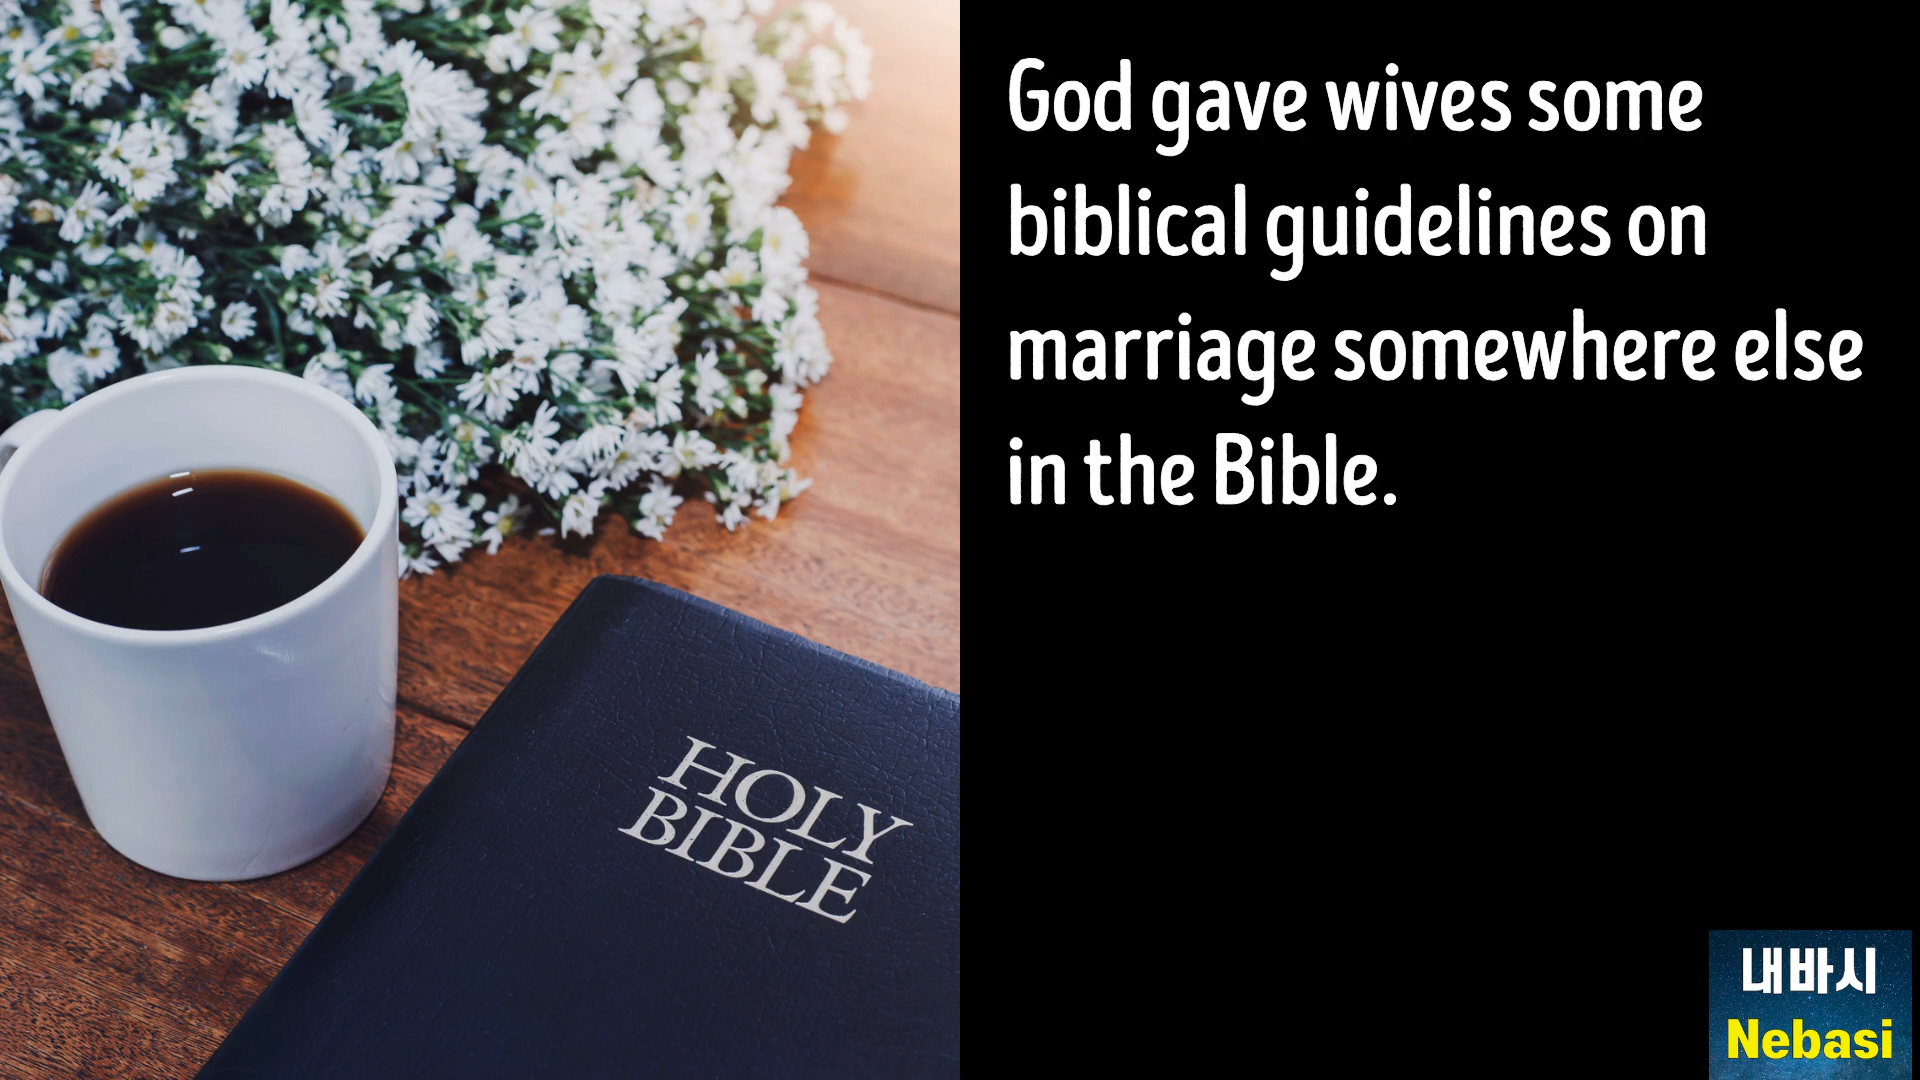 God gave wives some
biblical guidelines on
marriage somewhere else
in the Bible.
HOLY
BIBLE
내바시
Nebasi